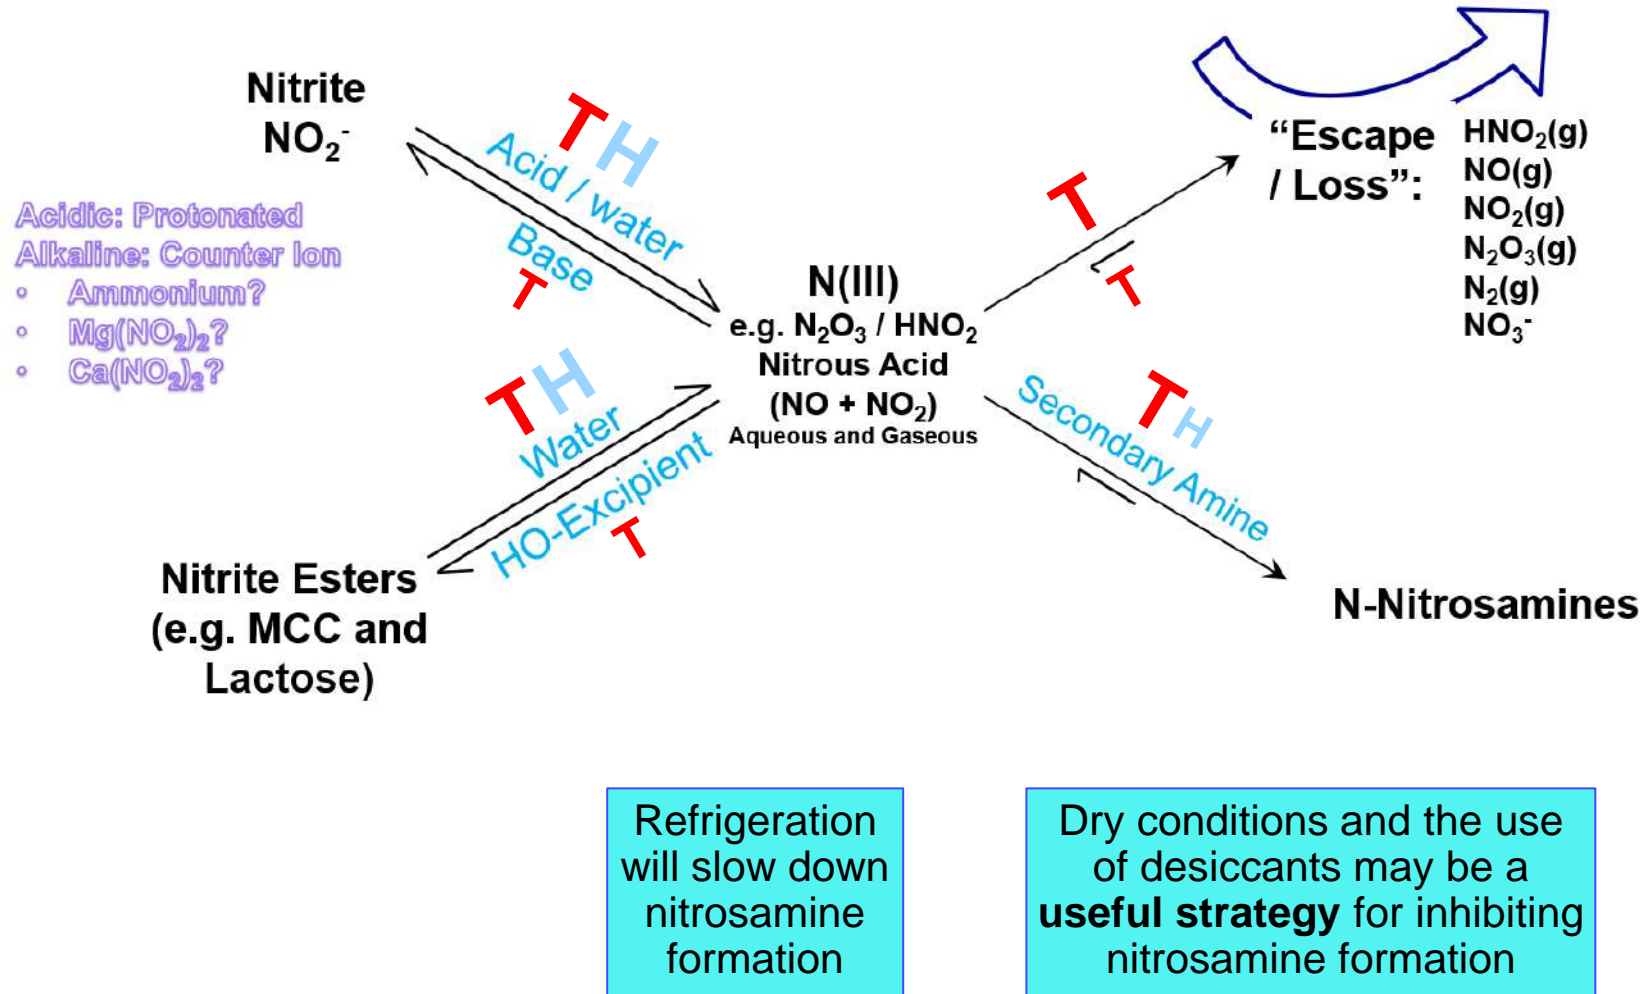 Nitrite
NO₂⁻
Acidic: Protonated
Alkaline: Counter Ion
• Ammonium?
• Mg(NO₂)₂?
• Ca(NO₂)₂?
T H
Acid / water
Base
T
T H
Water
HO-Excipient
T
Nitrite Esters
(e.g. MCC and
Lactose)
N(III)
e.g. N₂O₃ / HNO₂
Nitrous Acid
(NO + NO₂)
Aqueous and Gaseous
T
T
“Escape
/ Loss”:
HNO₂(g)
NO(g)
NO₂(g)
N₂O₃(g)
N₂(g)
NO₃⁻
T H
Secondary Amine
N-Nitrosamines
Refrigeration
will slow down
nitrosamine
formation
Dry conditions and the use
of desiccants may be a
useful strategy for inhibiting
nitrosamine formation